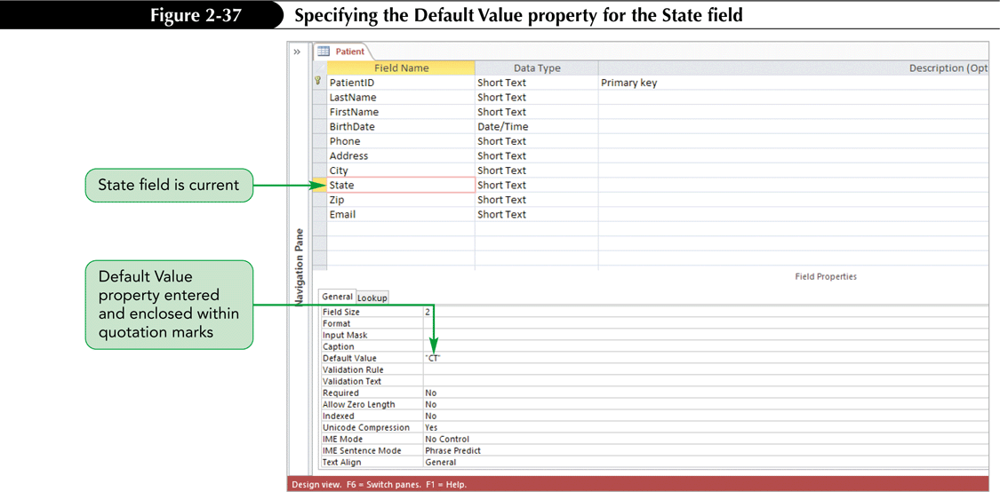 Figure 2-37 Specifying the Default Value property for the State field
»
Patient
Field Name Data Type Description (Opt
PatientID Short Text Primary key
LastName Short Text
FirstName Short Text
BirthDate Date/Time
Phone Short Text
Address Short Text
City Short Text
State field is current
State Short Text
Zip Short Text
Email Short Text
Navigation Pane
Default Value
property entered
and enclosed within
quotation marks
Field Properties
General Lookup
Field Size 2
Format
Input Mask
Caption
Default Value "CT"
Validation Rule
Validation Text
Required No
Allow Zero Length No
Indexed No
Unicode Compression Yes
IME Mode No Control
IME Sentence Mode Phrase Predict
Text Align General
Design view. F6 = Switch panes. F1 = Help.